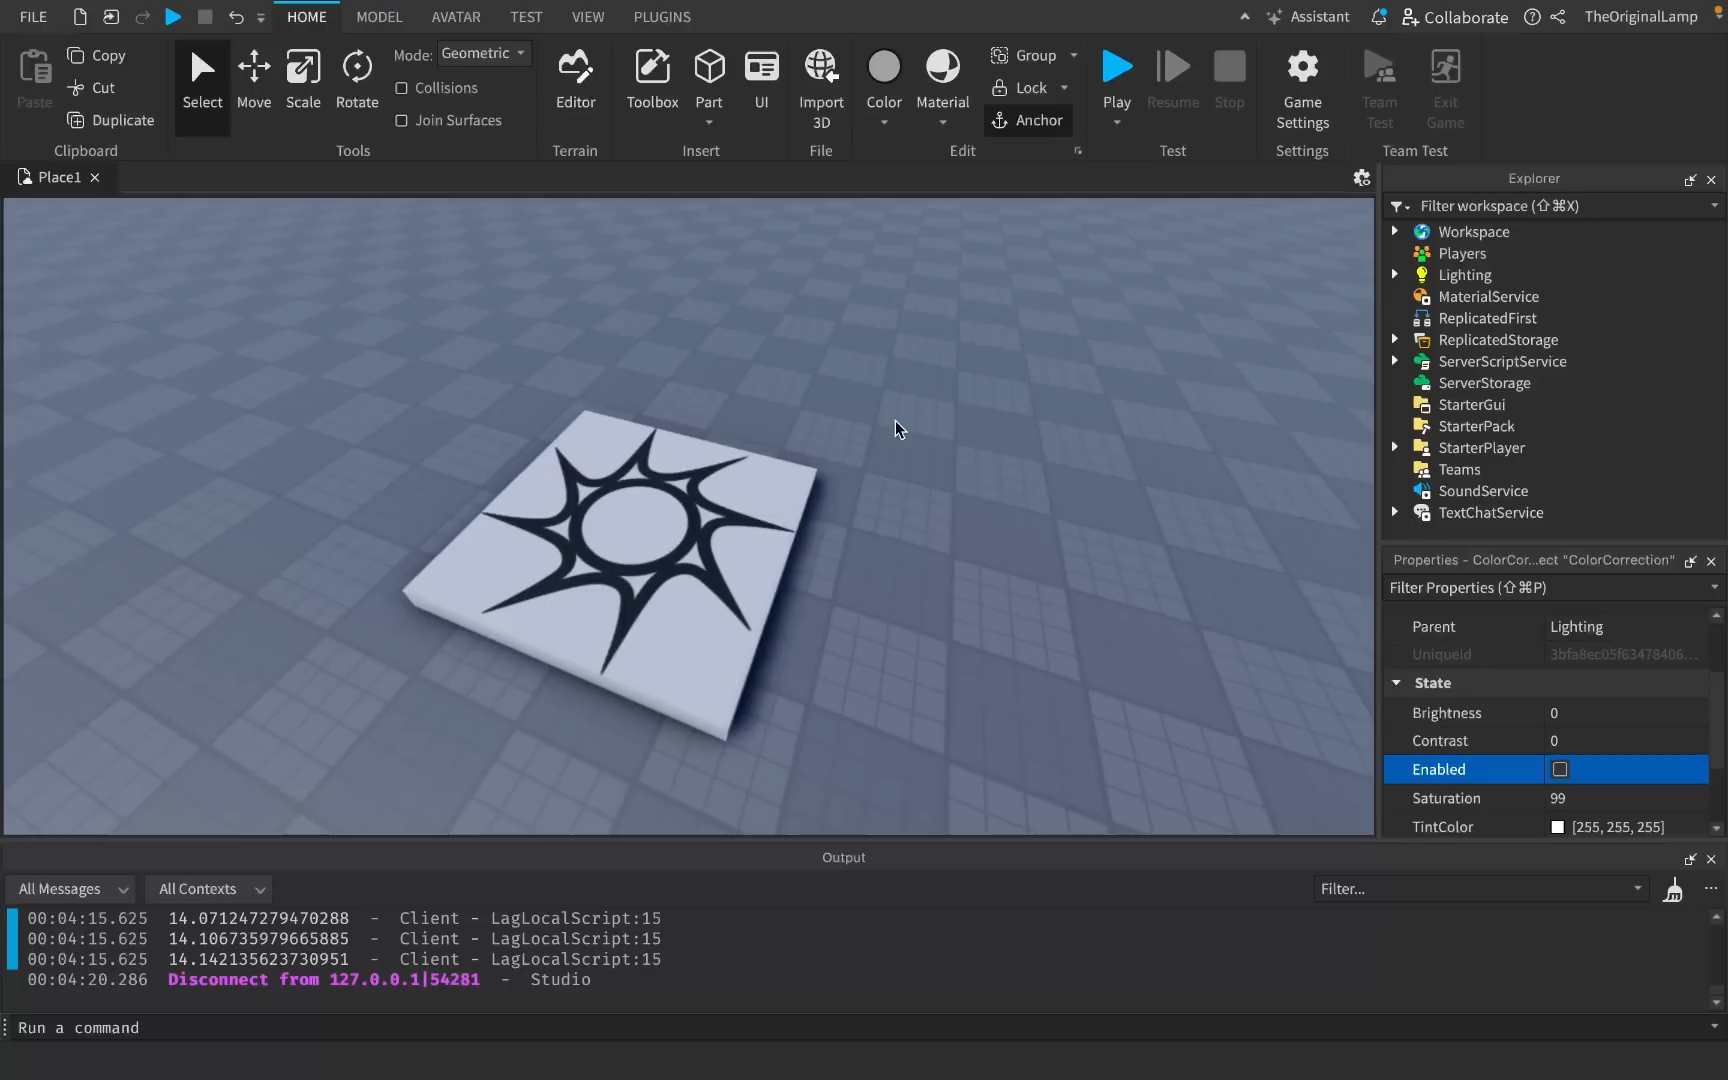 FILE HOME MODEL AVATAR TEST VIEW PLUGINS Assistant Collaborate TheOriginalLamp
Paste
Copy
Cut
Duplicate
Clipboard
Select Move Scale Rotate
Mode: Geometric
Collisions
Join Surfaces
Tools
Editor
Terrain
Toolbox Part UI
Insert
Import
3D
File
Color Material
Group
Lock
Anchor
Edit
Play Resume Stop
Test
Game
Settings
Settings
Team
Test
Exit
Game
Team Test
Place1
Explorer
Filter workspace (⇧⌘X)
Workspace
Players
Lighting
MaterialService
ReplicatedFirst
ReplicatedStorage
ServerScriptService
ServerStorage
StarterGui
StarterPack
StarterPlayer
Teams
SoundService
TextChatService
Properties - ColorCor...ect "ColorCorrection"
Filter Properties (⇧⌘P)
Parent Lighting
UniqueId 3bfa8ec05f63478406...
State
Brightness 0
Contrast 0
Enabled
Saturation 99
TintColor [255, 255, 255]
Output
All Messages All Contexts Filter...
00:04:15.625 14.071247279470288 - Client - LagLocalScript:15
00:04:15.625 14.106735979665885 - Client - LagLocalScript:15
00:04:15.625 14.142135623730951 - Client - LagLocalScript:15
00:04:20.286 Disconnect from 127.0.0.1|54281 - Studio
Run a command